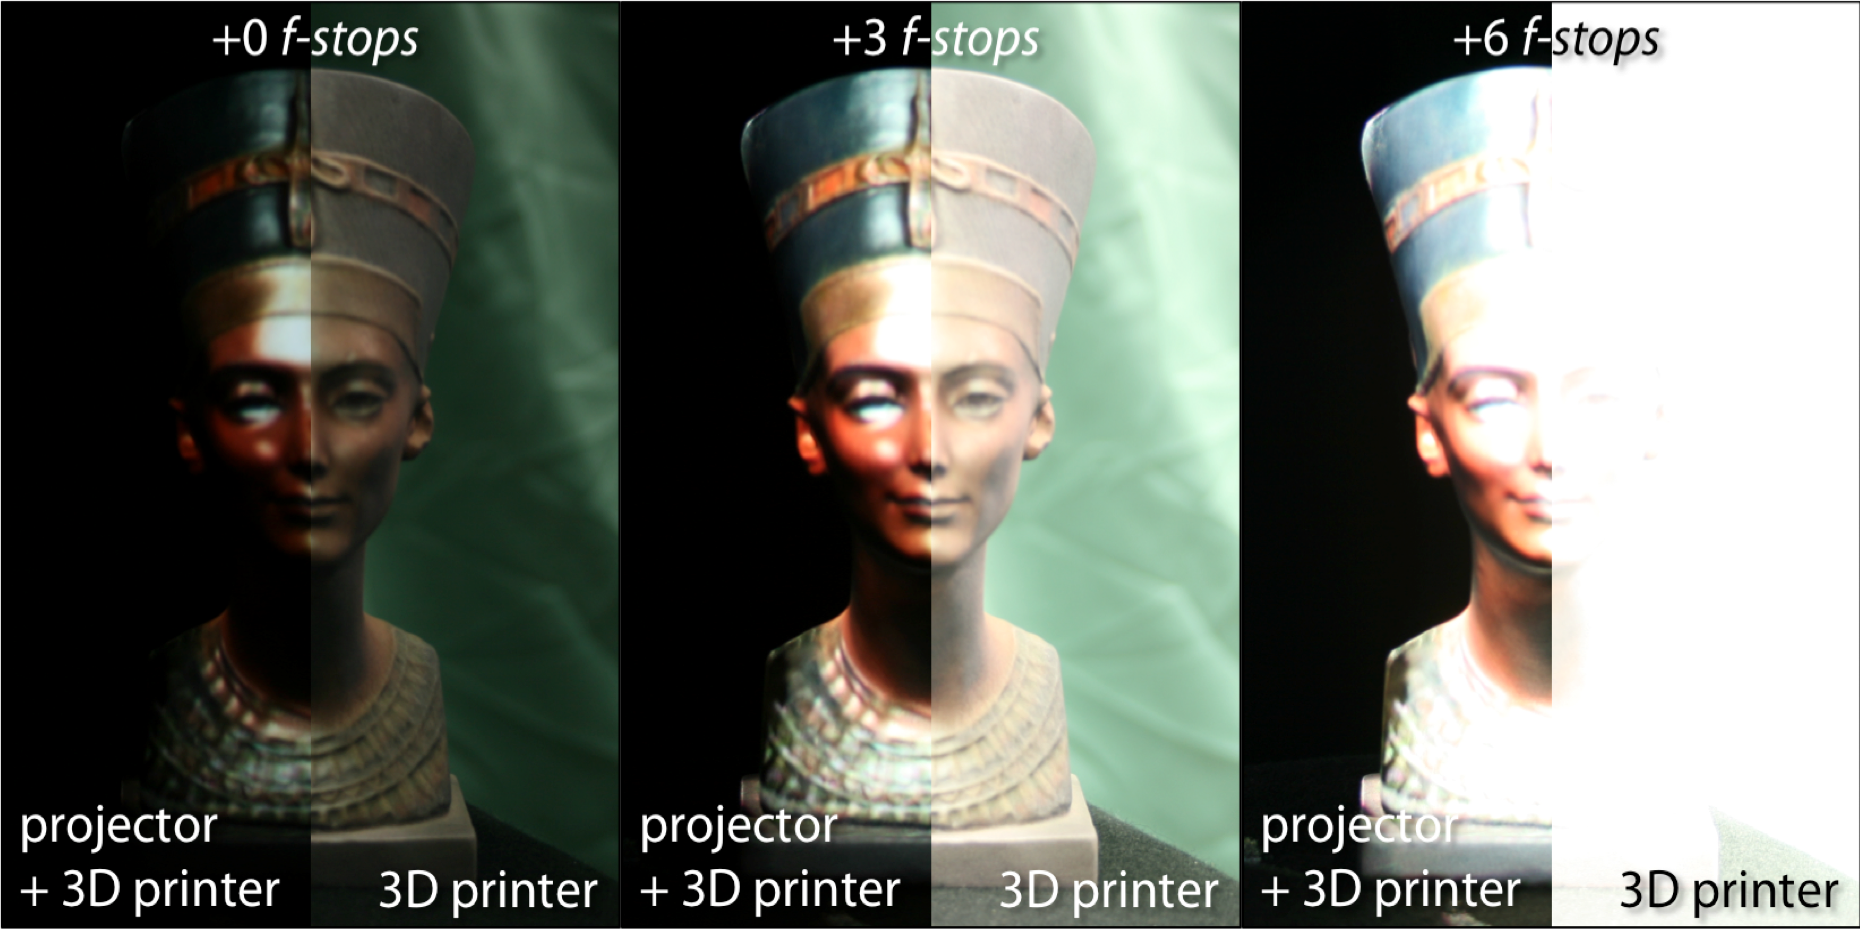 +0 f-stops
projector
+ 3D printer
3D printer
+3 f-stops
projector
+ 3D printer
3D printer
+6 f-stops
projector
+ 3D printer
3D printer